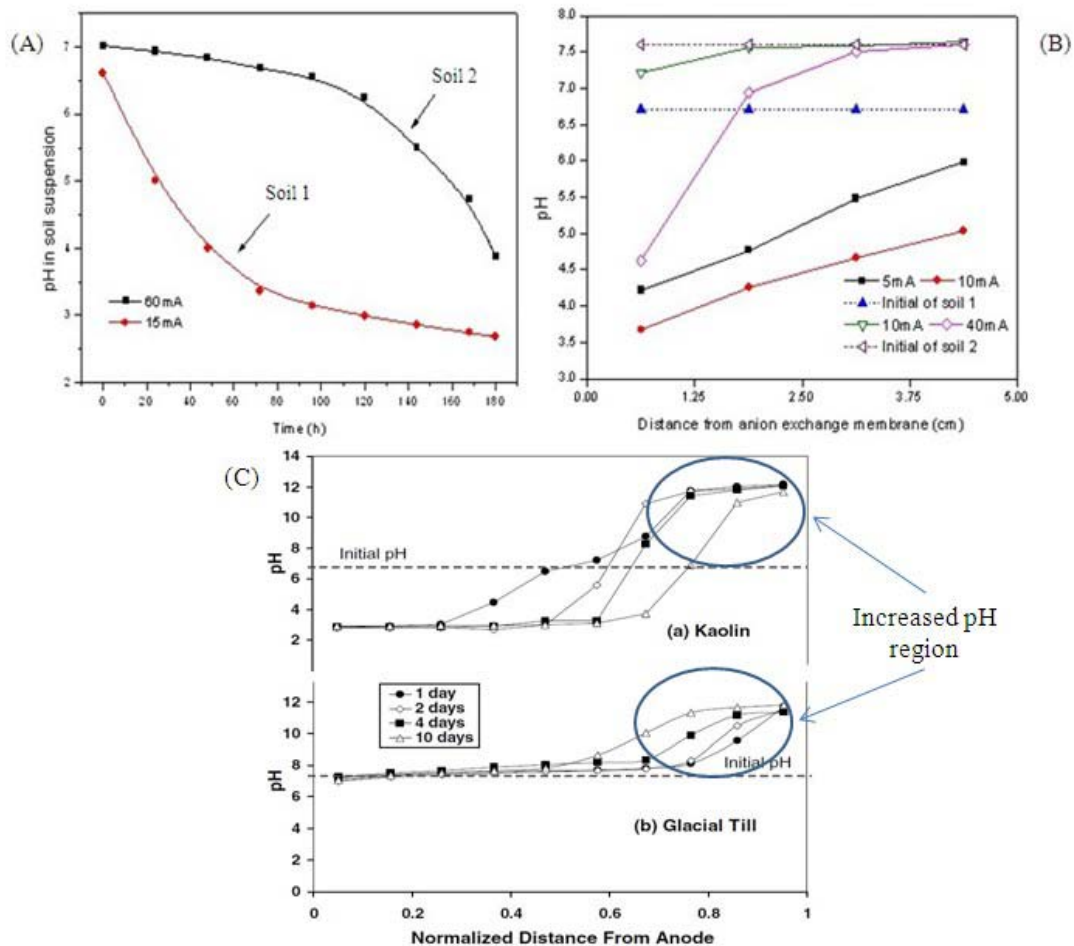 (A)
7
6
5
4
3
2
pH in soil suspension
Soil 2
Soil 1
60mA
15mA
0 20 40 60 80 100 120 140 160 180
Time (h)
(B)
8.0
7.5
7.0
6.5
6.0
5.5
5.0
4.5
4.0
3.5
3.0
pH
5mA 10mA
Initial of soil 1
10mA 40mA
Initial of soil 2
0.00 1.25 2.50 3.75 5.00
Distance from anion exchange membrane (cm)
(C)
14
12
10
8
6
4
2
pH
Initial pH
(a) Kaolin
Increased pH
region
12
10
8
6
4
2
0
pH
1 day
2 days
4 days
10 days
Initial pH
(b) Glacial Till
0 0.2 0.4 0.6 0.8 1
Normalized Distance From Anode